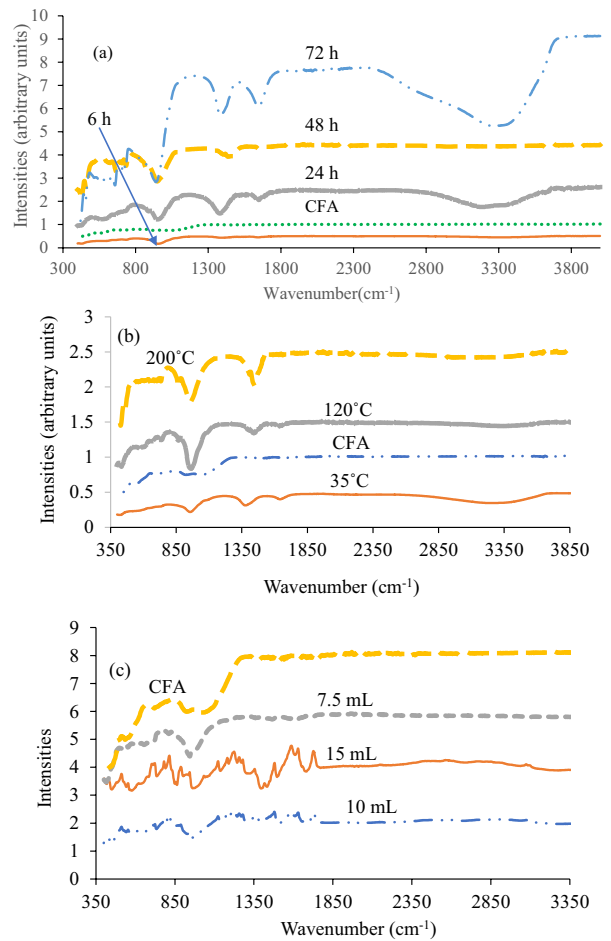 (a)
Intensities (arbitrary units)
10
9
8
7
6
5
4
3
2
1
0
72 h
6 h
48 h
24 h
CFA
300 800 1300 1800 2300 2800 3300 3800
Wavenumber(cm-1)
(b)
Intensities (arbitrary units)
3
2.5
2
1.5
1
0.5
0
200˚C
120˚C
CFA
35˚C
350 850 1350 1850 2350 2850 3350 3850
Wavenumber (cm-1)
(c)
Intensities
9
8
7
6
5
4
3
2
1
0
CFA
7.5 mL
15 mL
10 mL
350 850 1350 1850 2350 2850 3350